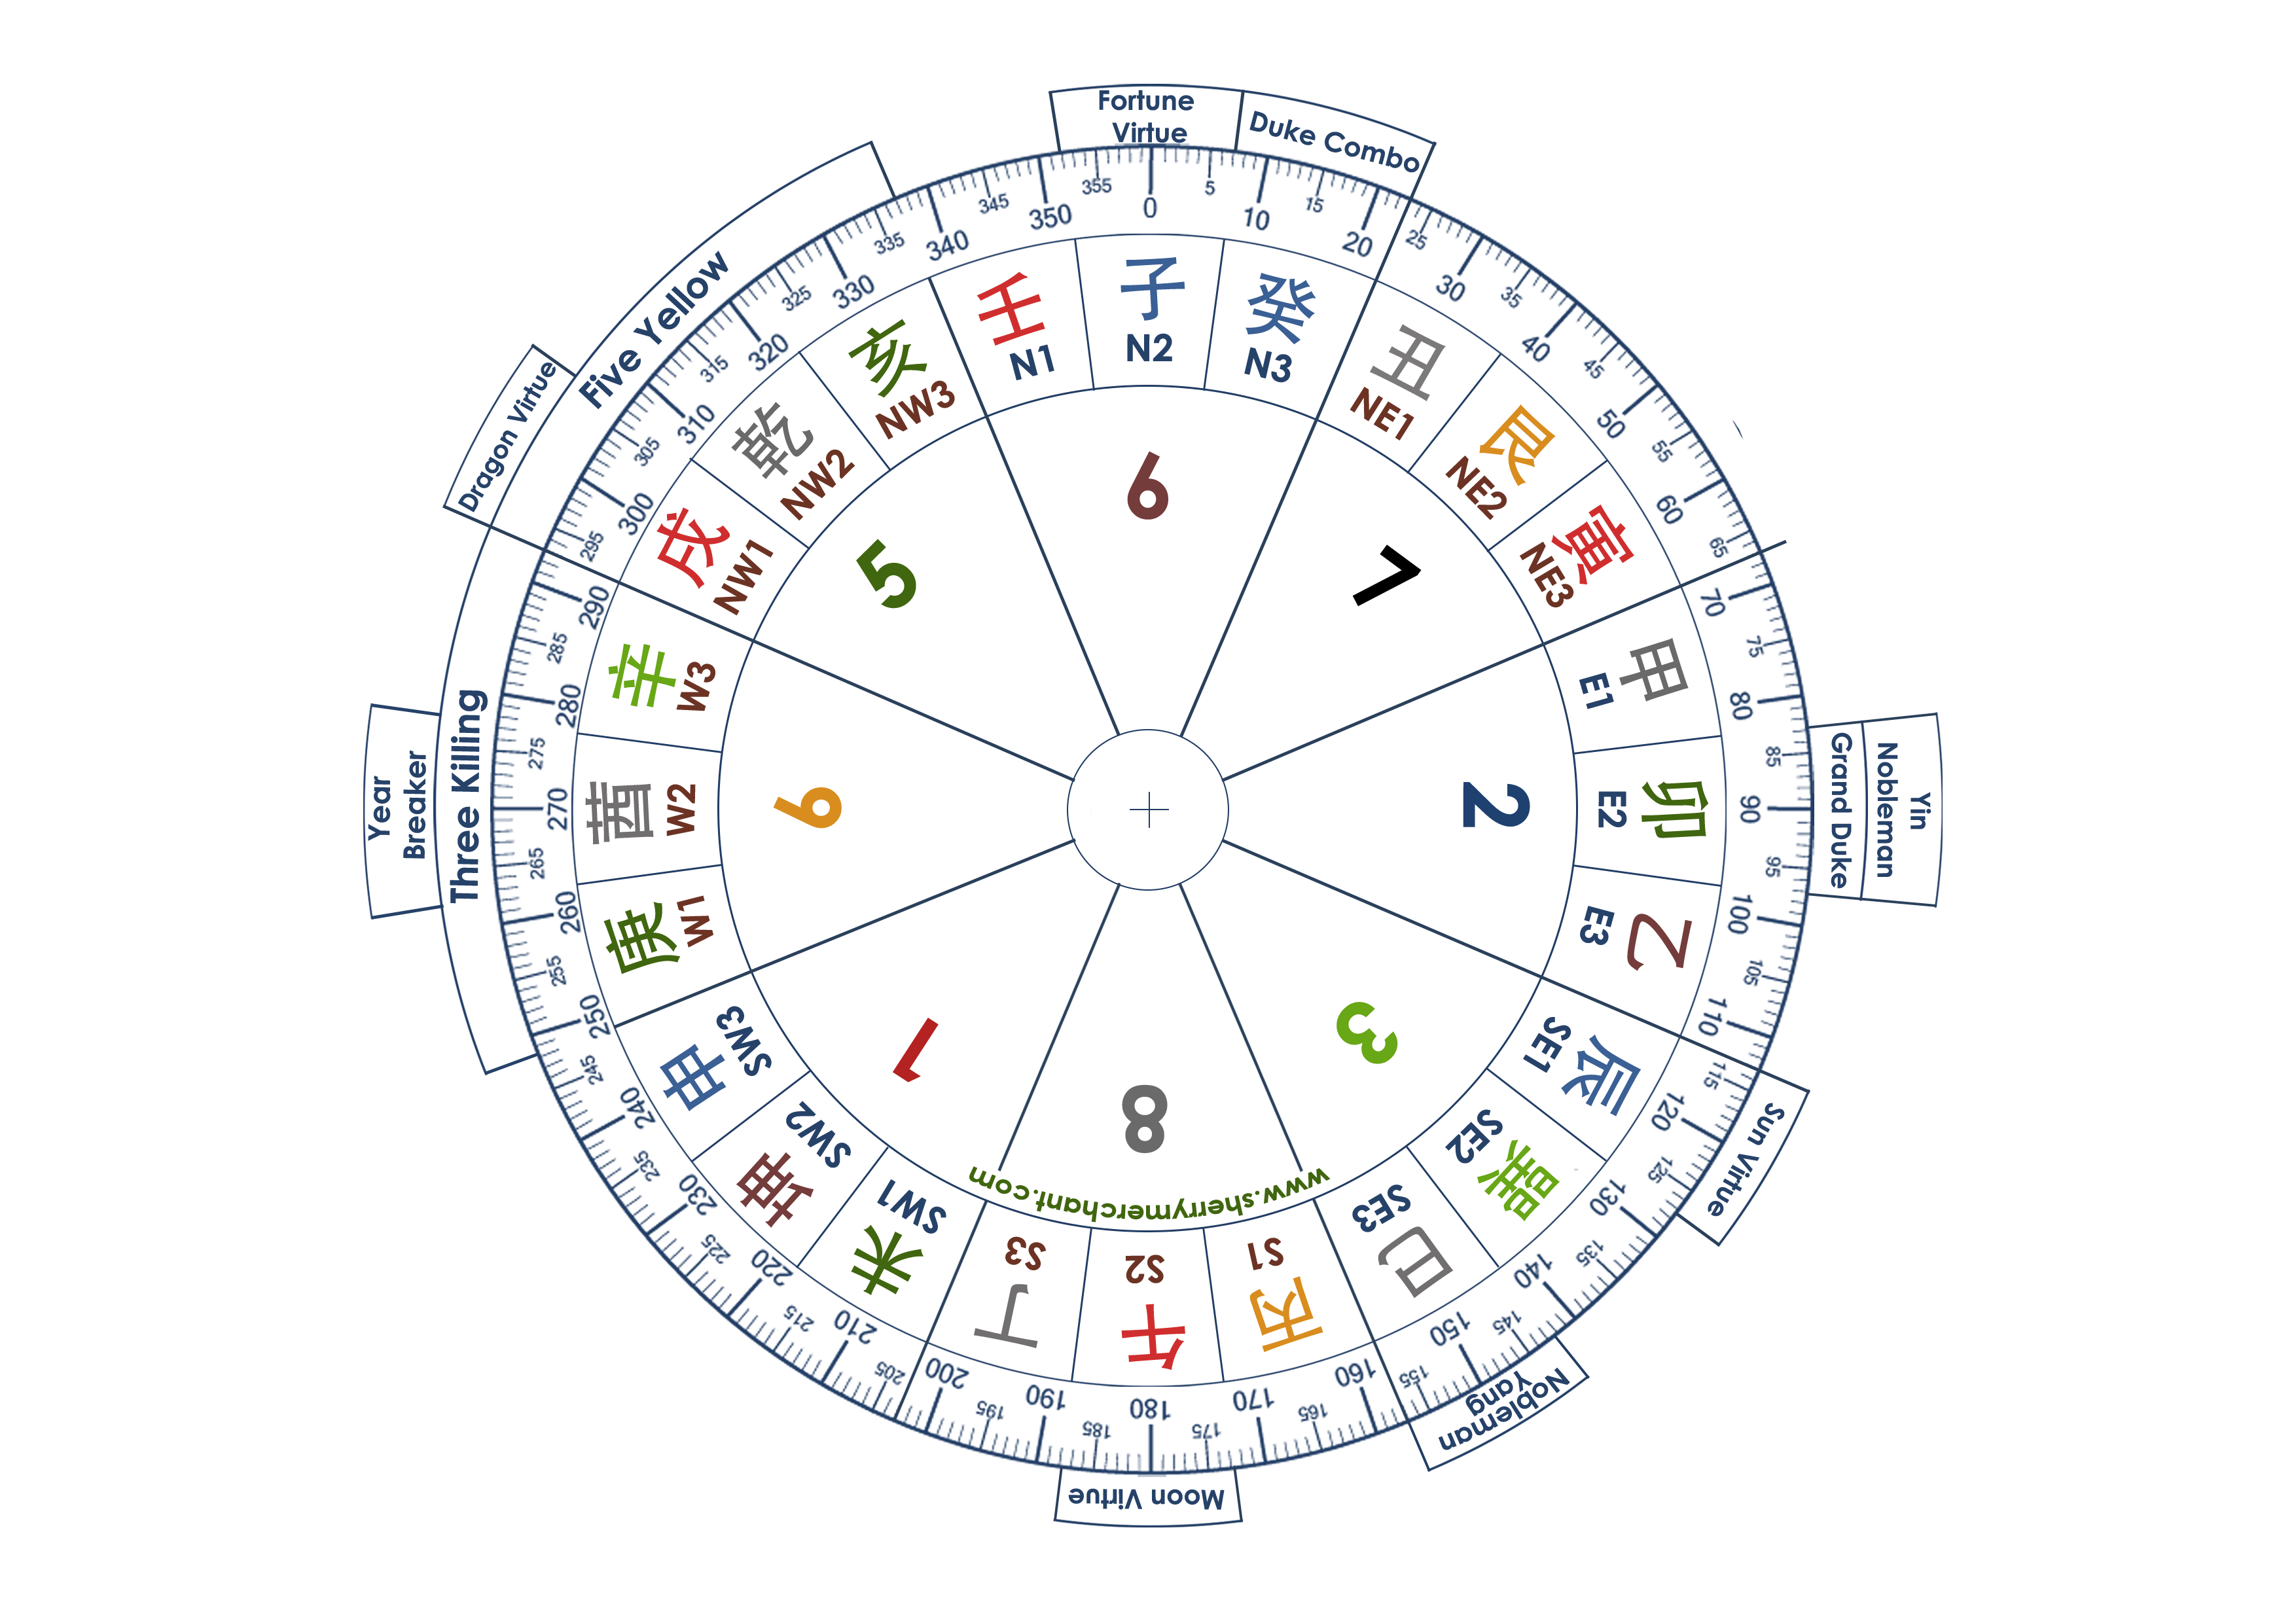 Fortune
Virtue
Duke Combo
Yin
Nobleman
Grand Duke
Sun Virtue
Yang
Nobleman
Moon Virtue
Three Killing
Year
Breaker
Dragon Virtue
Five Yellow
0
5
10
15
20
25
30
35
40
45
50
55
60
65
70
75
80
85
90
95
100
105
110
115
120
125
130
135
140
145
150
155
160
165
170
175
180
185
190
195
200
205
210
215
220
225
230
235
240
245
250
255
260
265
270
275
280
285
290
295
300
305
310
315
320
325
330
335
340
345
350
355
壬
N1
子
N2
癸
N3
丑
NE1
艮
NE2
寅
NE3
甲
E1
卯
E2
乙
E3
辰
SE1
巽
SE2
巳
SE3
丙
S1
午
S2
丁
S3
未
SW1
坤
SW2
申
SW3
庚
W1
酉
W2
辛
W3
戌
NW1
乾
NW2
亥
NW3
6
7
2
3
8
1
6
5
www.sherrymerchant.com